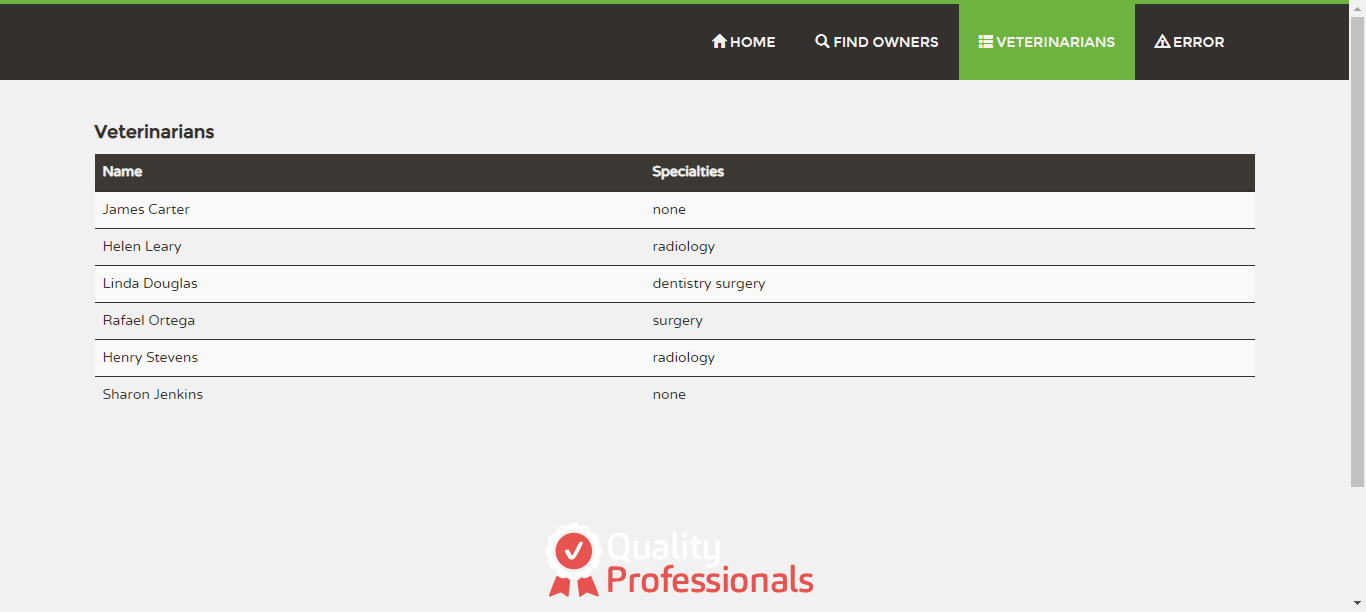 HOME FIND OWNERS VETERINARIANS ERROR
Veterinarians
Name Specialties
James Carter none
Helen Leary radiology
Linda Douglas dentistry surgery
Rafael Ortega surgery
Henry Stevens radiology
Sharon Jenkins none
Quality
Professionals